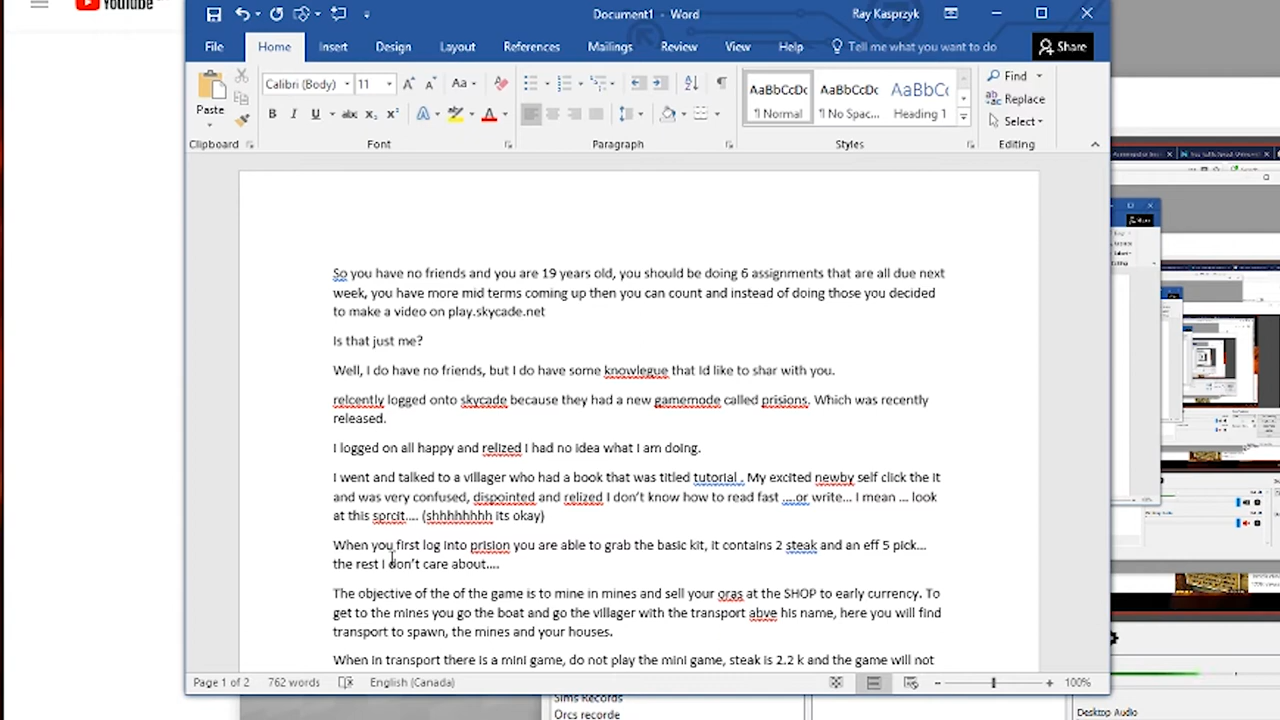 YouTube
Document1 - Word
Ray Kasprzyk
File Home Insert Design Layout References Mailings Review View Help Tell me what you want to do Share
Paste
Calibri (Body) 11
Aa
B I U abc x₂ x²
AaBbCcDc AaBbCcDc AaBbCc
¶ Normal ¶ No Spac... Heading 1
Find
Replace
Select
Clipboard Font Paragraph Styles Editing
So you have no friends and you are 19 years old, you should be doing 6 assignments that are all due next
week, you have more mid terms coming up then you can count and instead of doing those you decided
to make a video on play.skycade.net
Is that just me?
Well, I do have no friends, but I do have some knowlegue that Id like to shar with you.
relcently logged onto skycade because they had a new gamemode called prisions. Which was recently
released.
I logged on all happy and relized I had no idea what I am doing.
I went and talked to a villager who had a book that was titled tutorial . My excited newby self click the it
and was very confused, dispointed and relized I don't know how to read fast ....or write... I mean ... look
at this sprcit.... (shhhhhhhh its okay)
When you first log into prision you are able to grab the basic kit, it contains 2 steak and an eff 5 pick...
the rest I don't care about....
The objective of the of the game is to mine in mines and sell your oras at the SHOP to early currency. To
get to the mines you go the boat and go the villager with the transport abve his name, here you will find
transport to spawn, the mines and your houses.
When in transport there is a mini game, do not play the mini game, steak is 2.2 k and the game will not
Page 1 of 2 762 words English (Canada) 100%
Sims Records
Orcs recorde
Desktop Audio